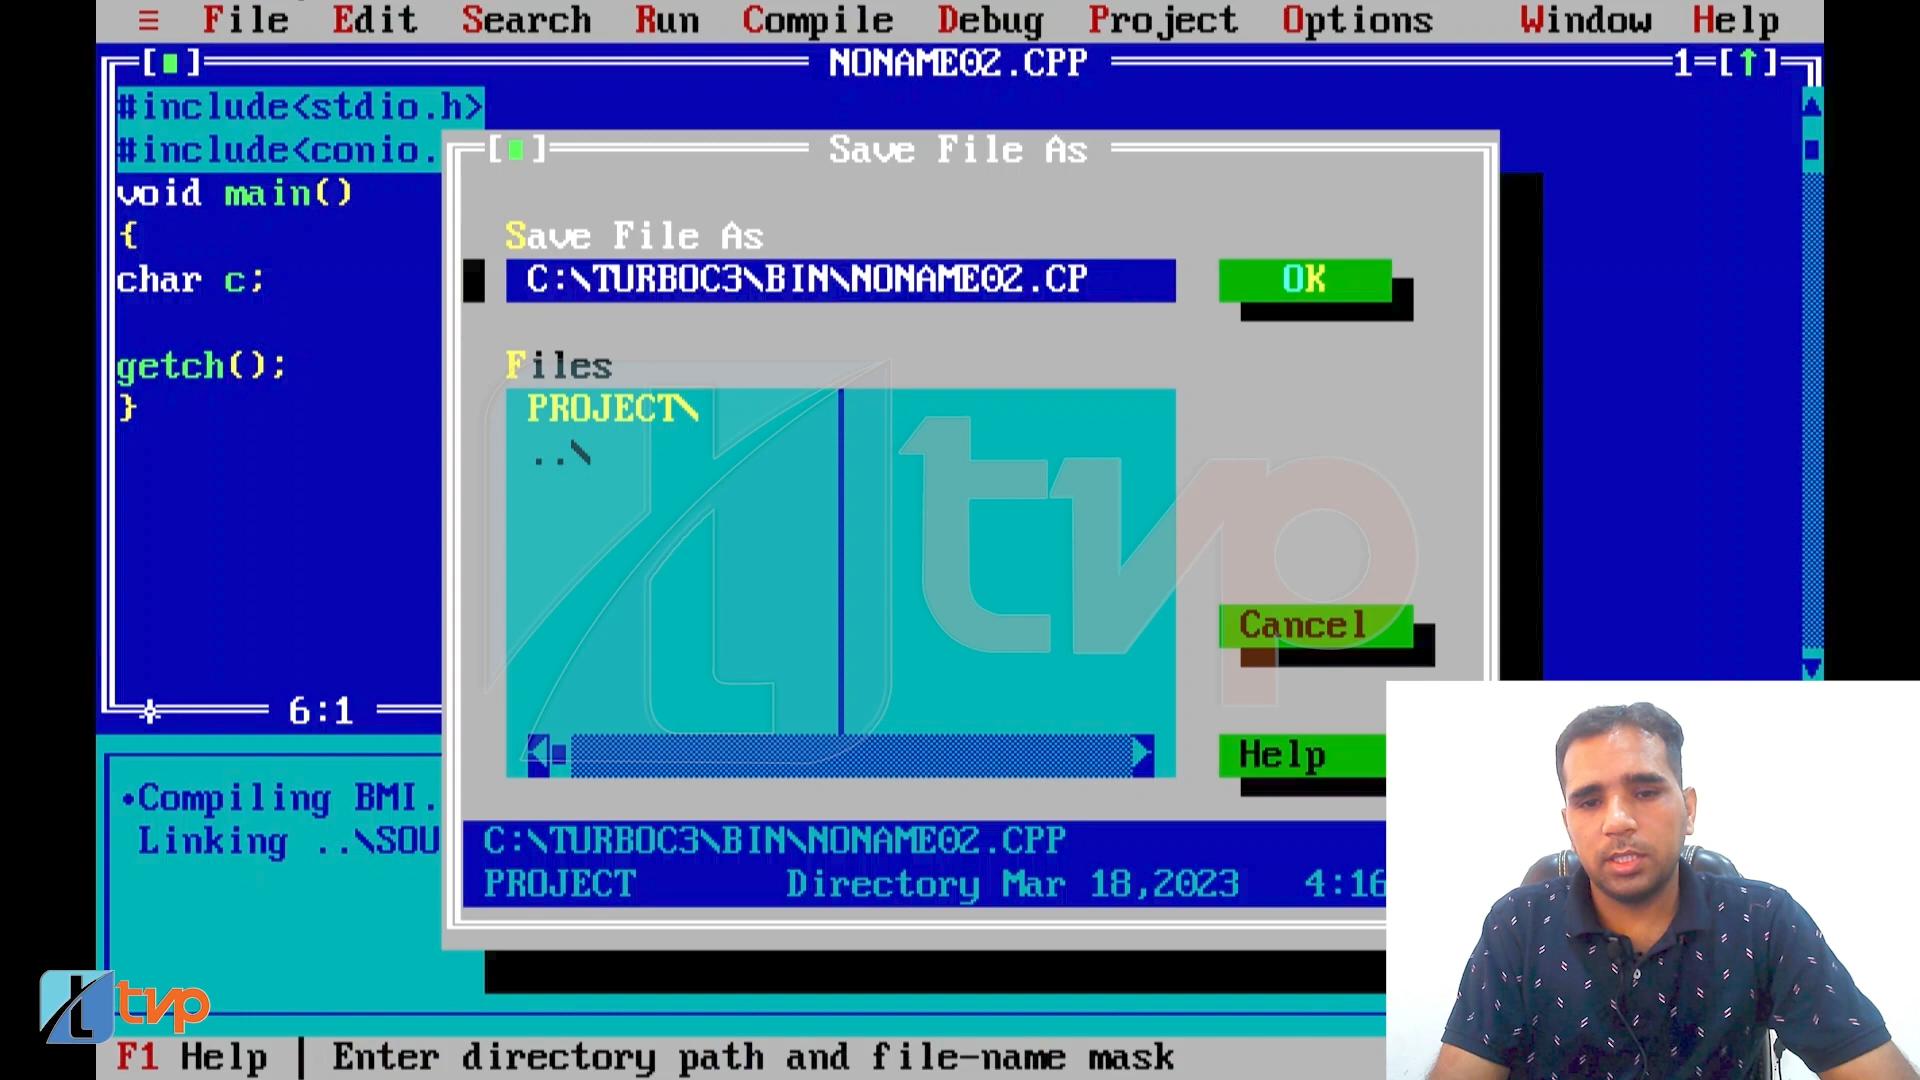 ≡ File Edit Search Run Compile Debug Project Options Window Help
[■] NONAME02.CPP 1=[↑]
#include<stdio.h>
#include<conio.
void main()
{
char c;
getch();
}
6:1
[■] Save File As
Save File As
C:\TURBOC3\BIN\NONAME02.CP
OK
Files
PROJECT\
..\
Cancel
Help
C:\TURBOC3\BIN\NONAME02.CPP
PROJECT Directory Mar 18,2023 4:16
•Compiling BMI.
Linking ..\SOU
tvp
tvp
F1 Help | Enter directory path and file-name mask